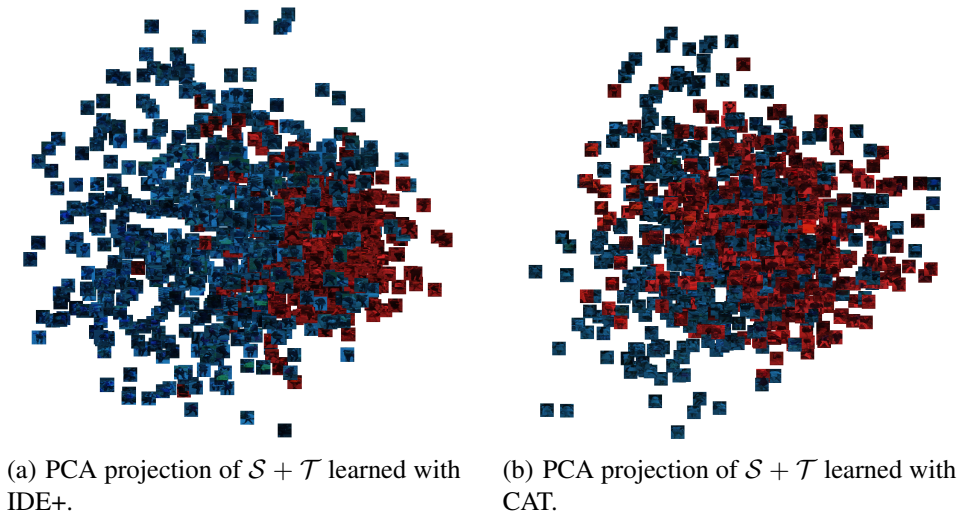 (a) PCA projection of 𝒮 + 𝒯 learned with
IDE+.
(b) PCA projection of 𝒮 + 𝒯 learned with
CAT.